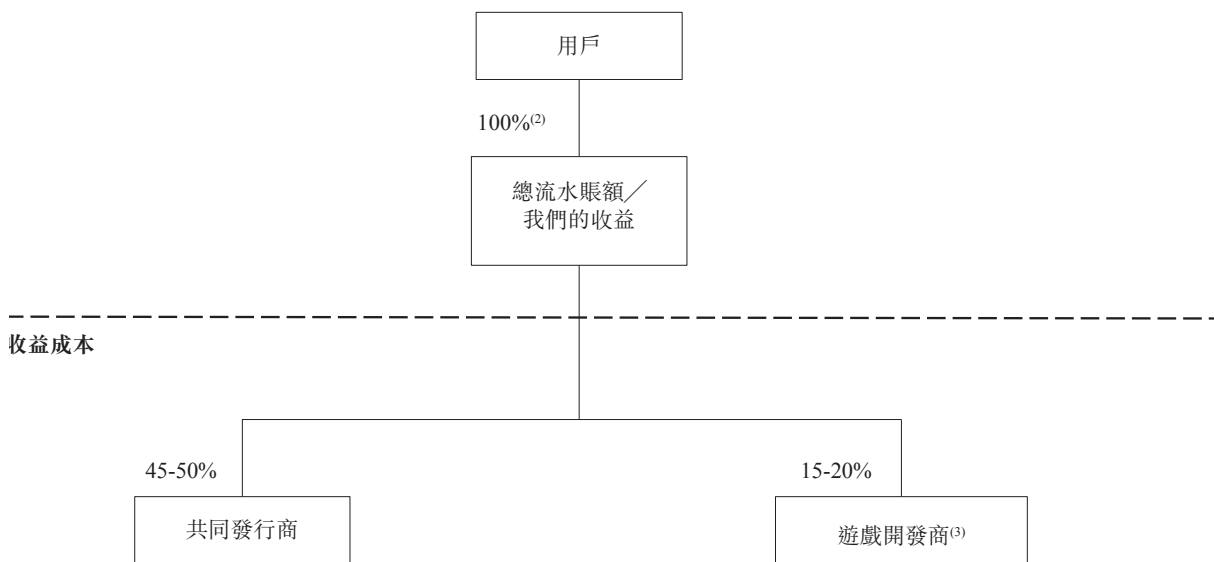 用戶
100%(2)
總流水賬額／
我們的收益
收益成本
45-50%
15-20%
共同發行商
遊戲開發商(3)